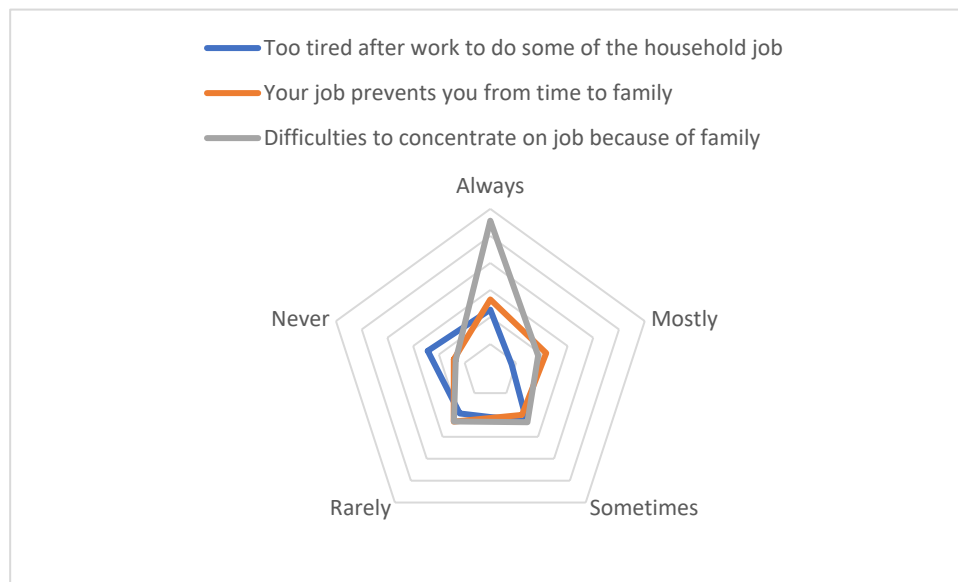 Too tired after work to do some of the household job
Your job prevents you from time to family
Difficulties to concentrate on job because of family
Always
Never
Mostly
Rarely
Sometimes